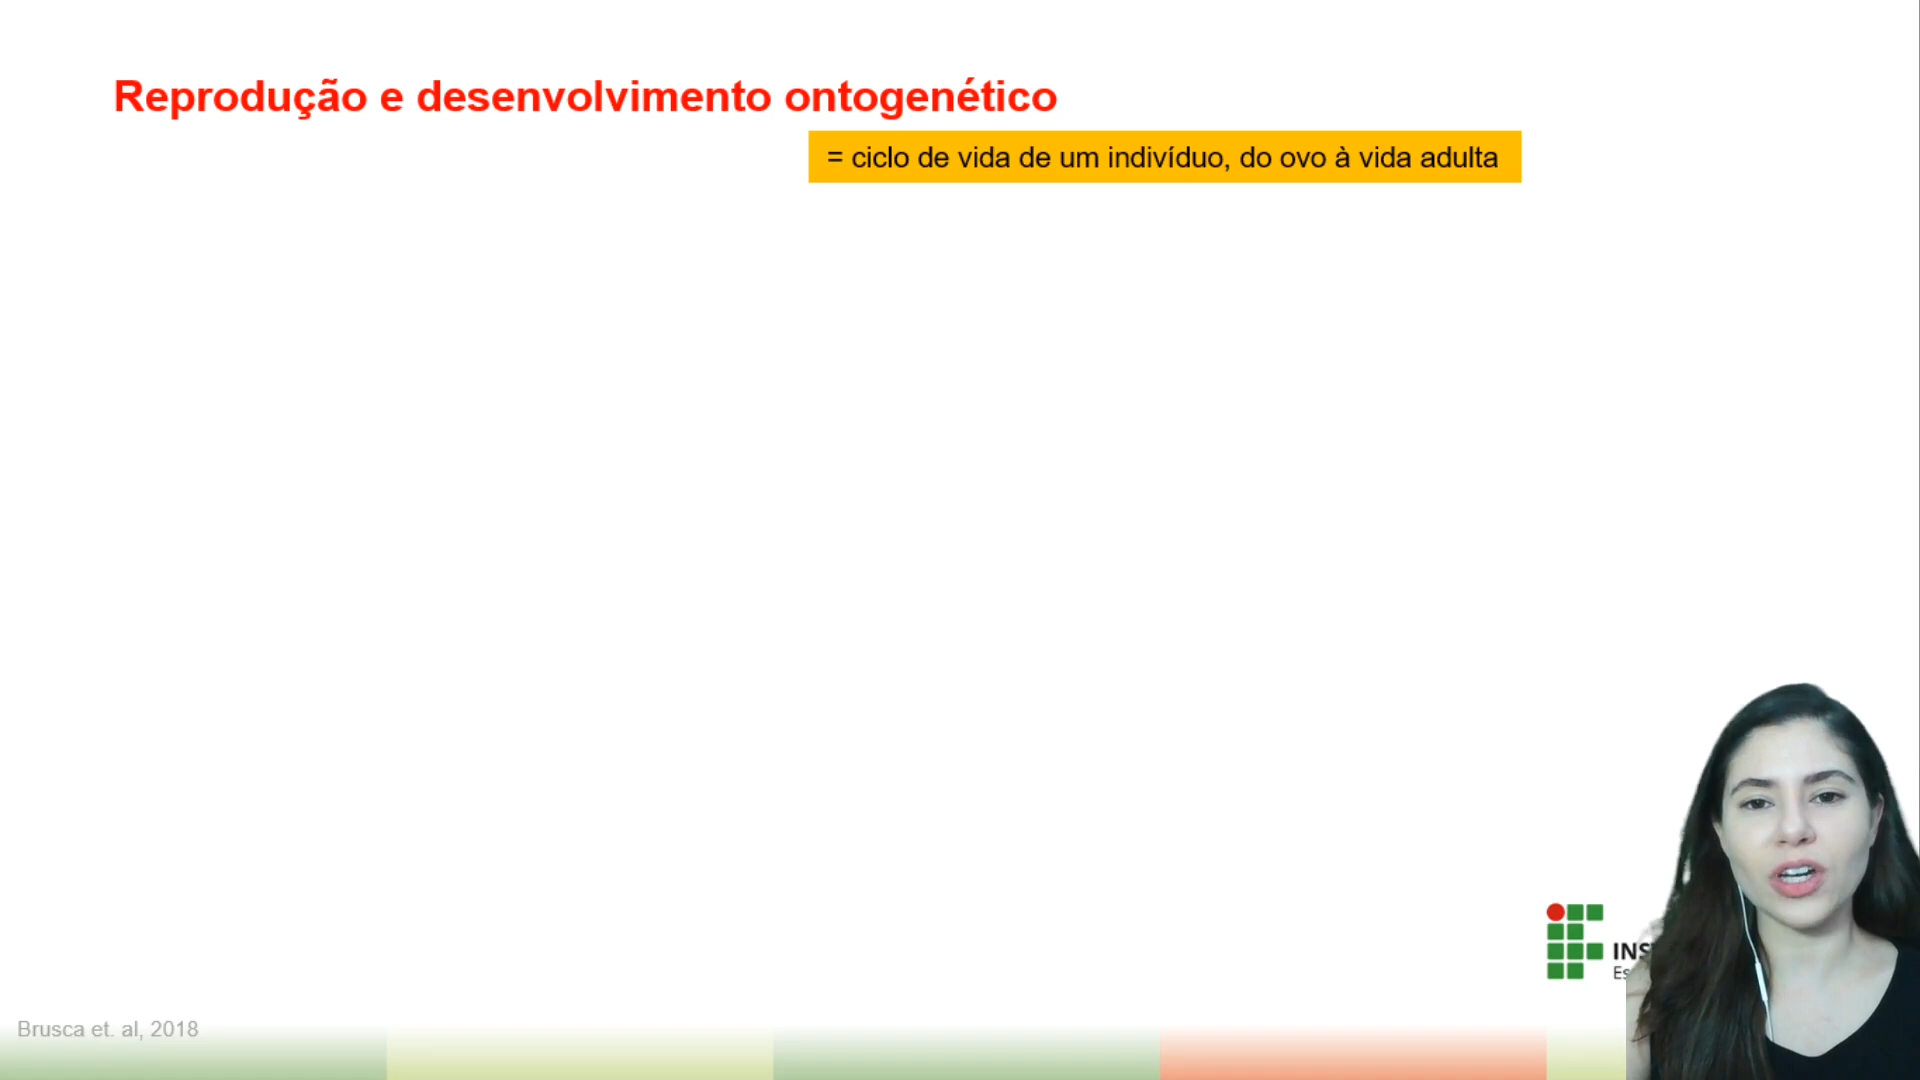 Reprodução e desenvolvimento ontogenético
= ciclo de vida de um indivíduo, do ovo à vida adulta
Brusca et. al, 2018